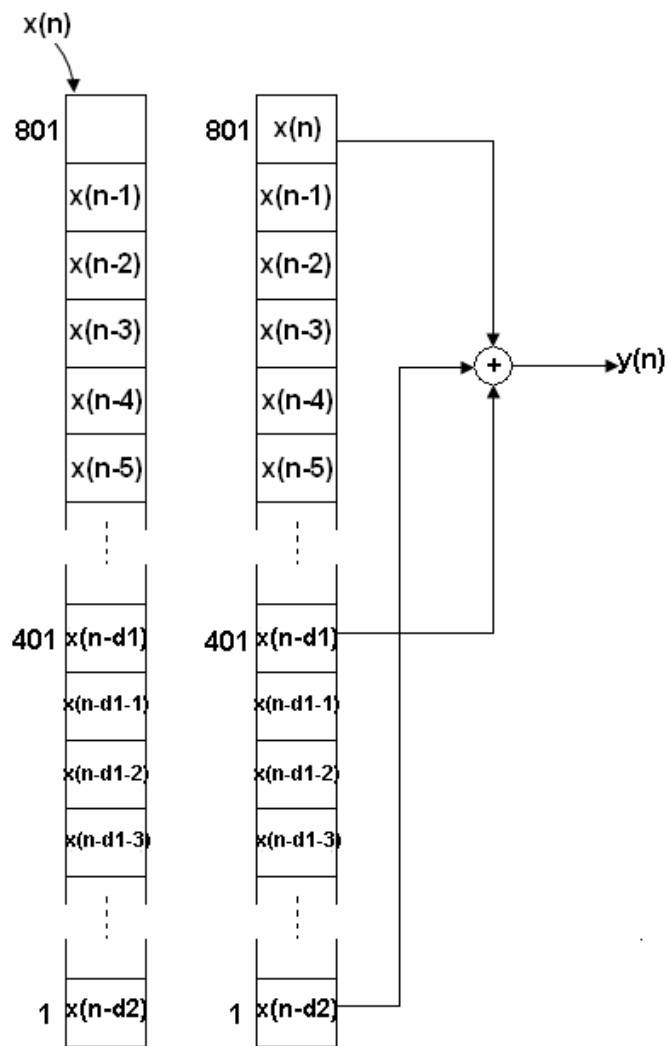 x(n)
801
x(n-1)
x(n-2)
x(n-3)
x(n-4)
x(n-5)
401 x(n-d1)
x(n-d1-1)
x(n-d1-2)
x(n-d1-3)
1 x(n-d2)
801 x(n)
x(n-1)
x(n-2)
x(n-3)
x(n-4)
x(n-5)
401 x(n-d1)
x(n-d1-1)
x(n-d1-2)
x(n-d1-3)
1 x(n-d2)
+
y(n)